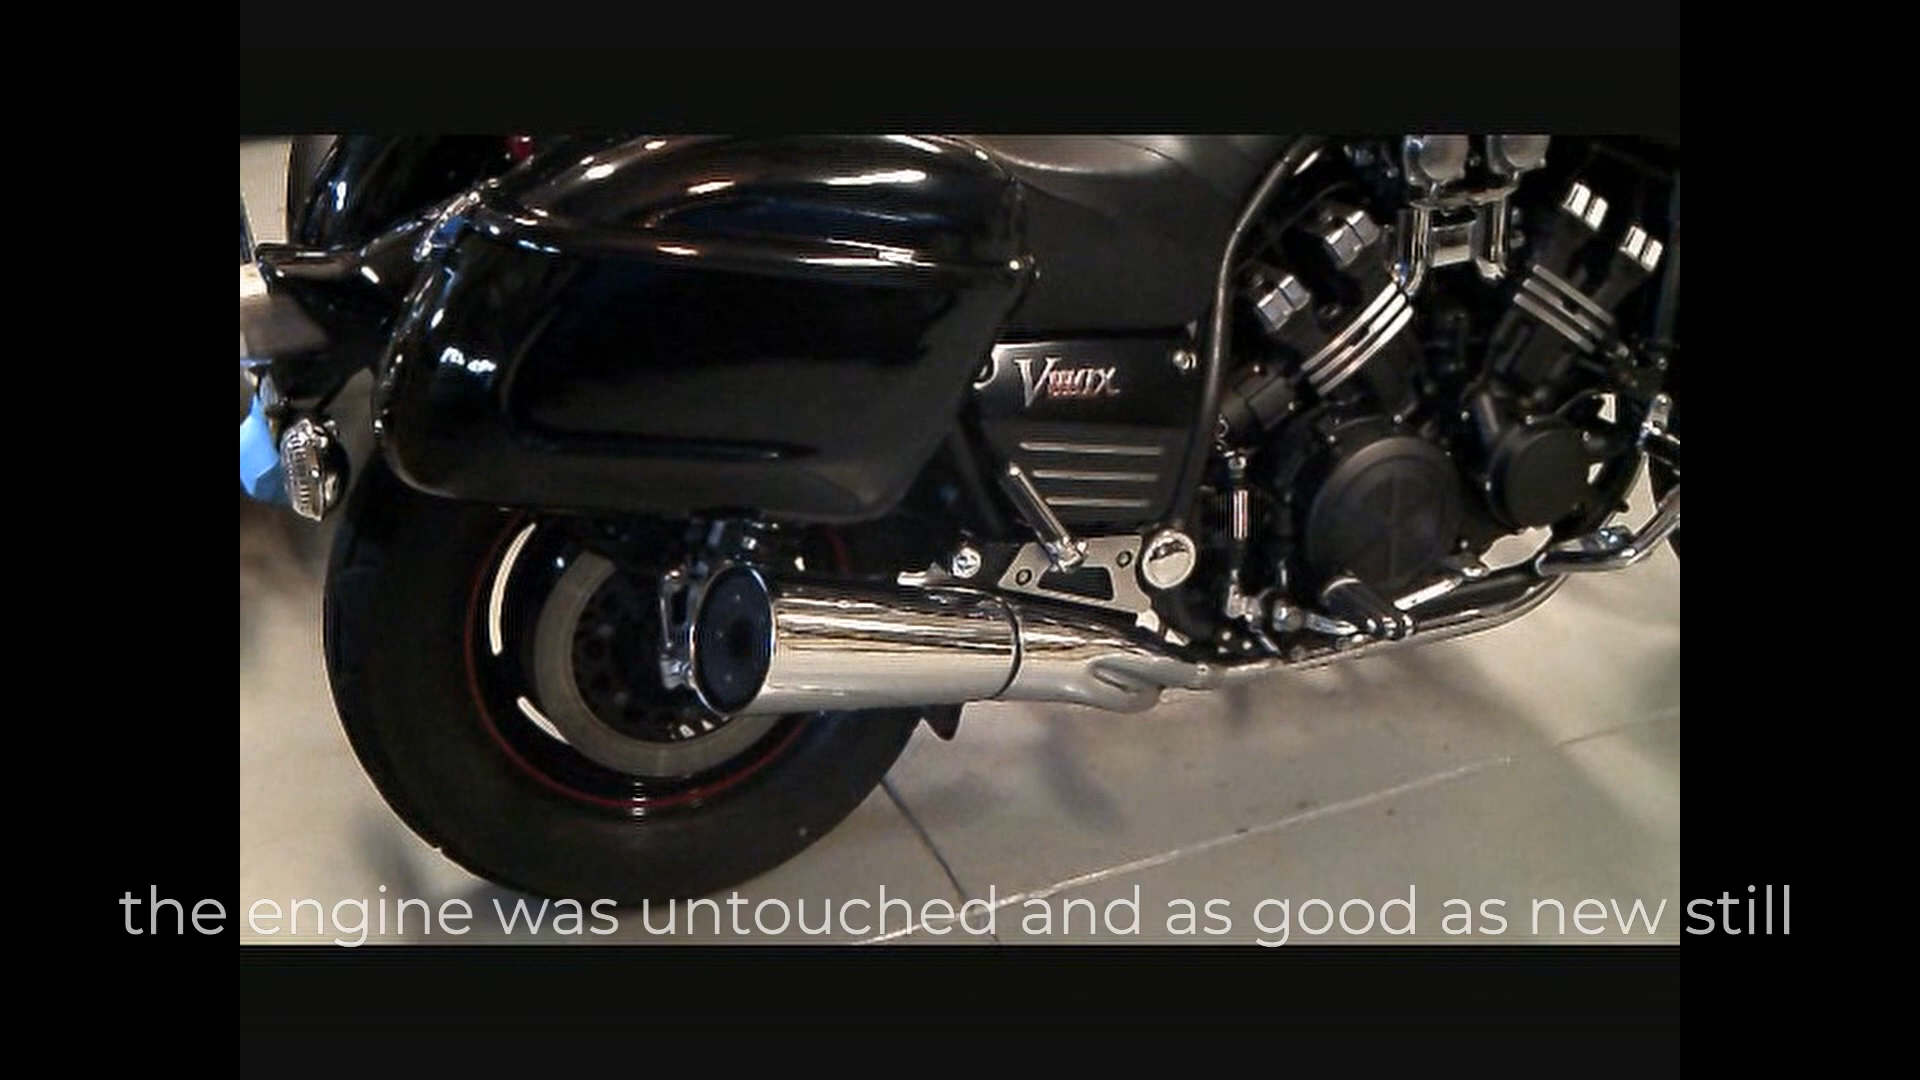 Vmax
the engine was untouched and as good as new still